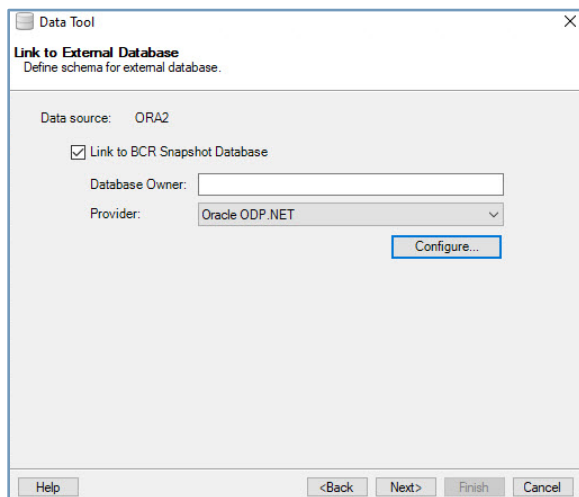 Data Tool
Link to External Database
Define schema for external database.
Data source: ORA2
Link to BCR Snapshot Database
Database Owner:
Provider: Oracle ODP.NET
Configure...
Help <Back Next> Finish Cancel